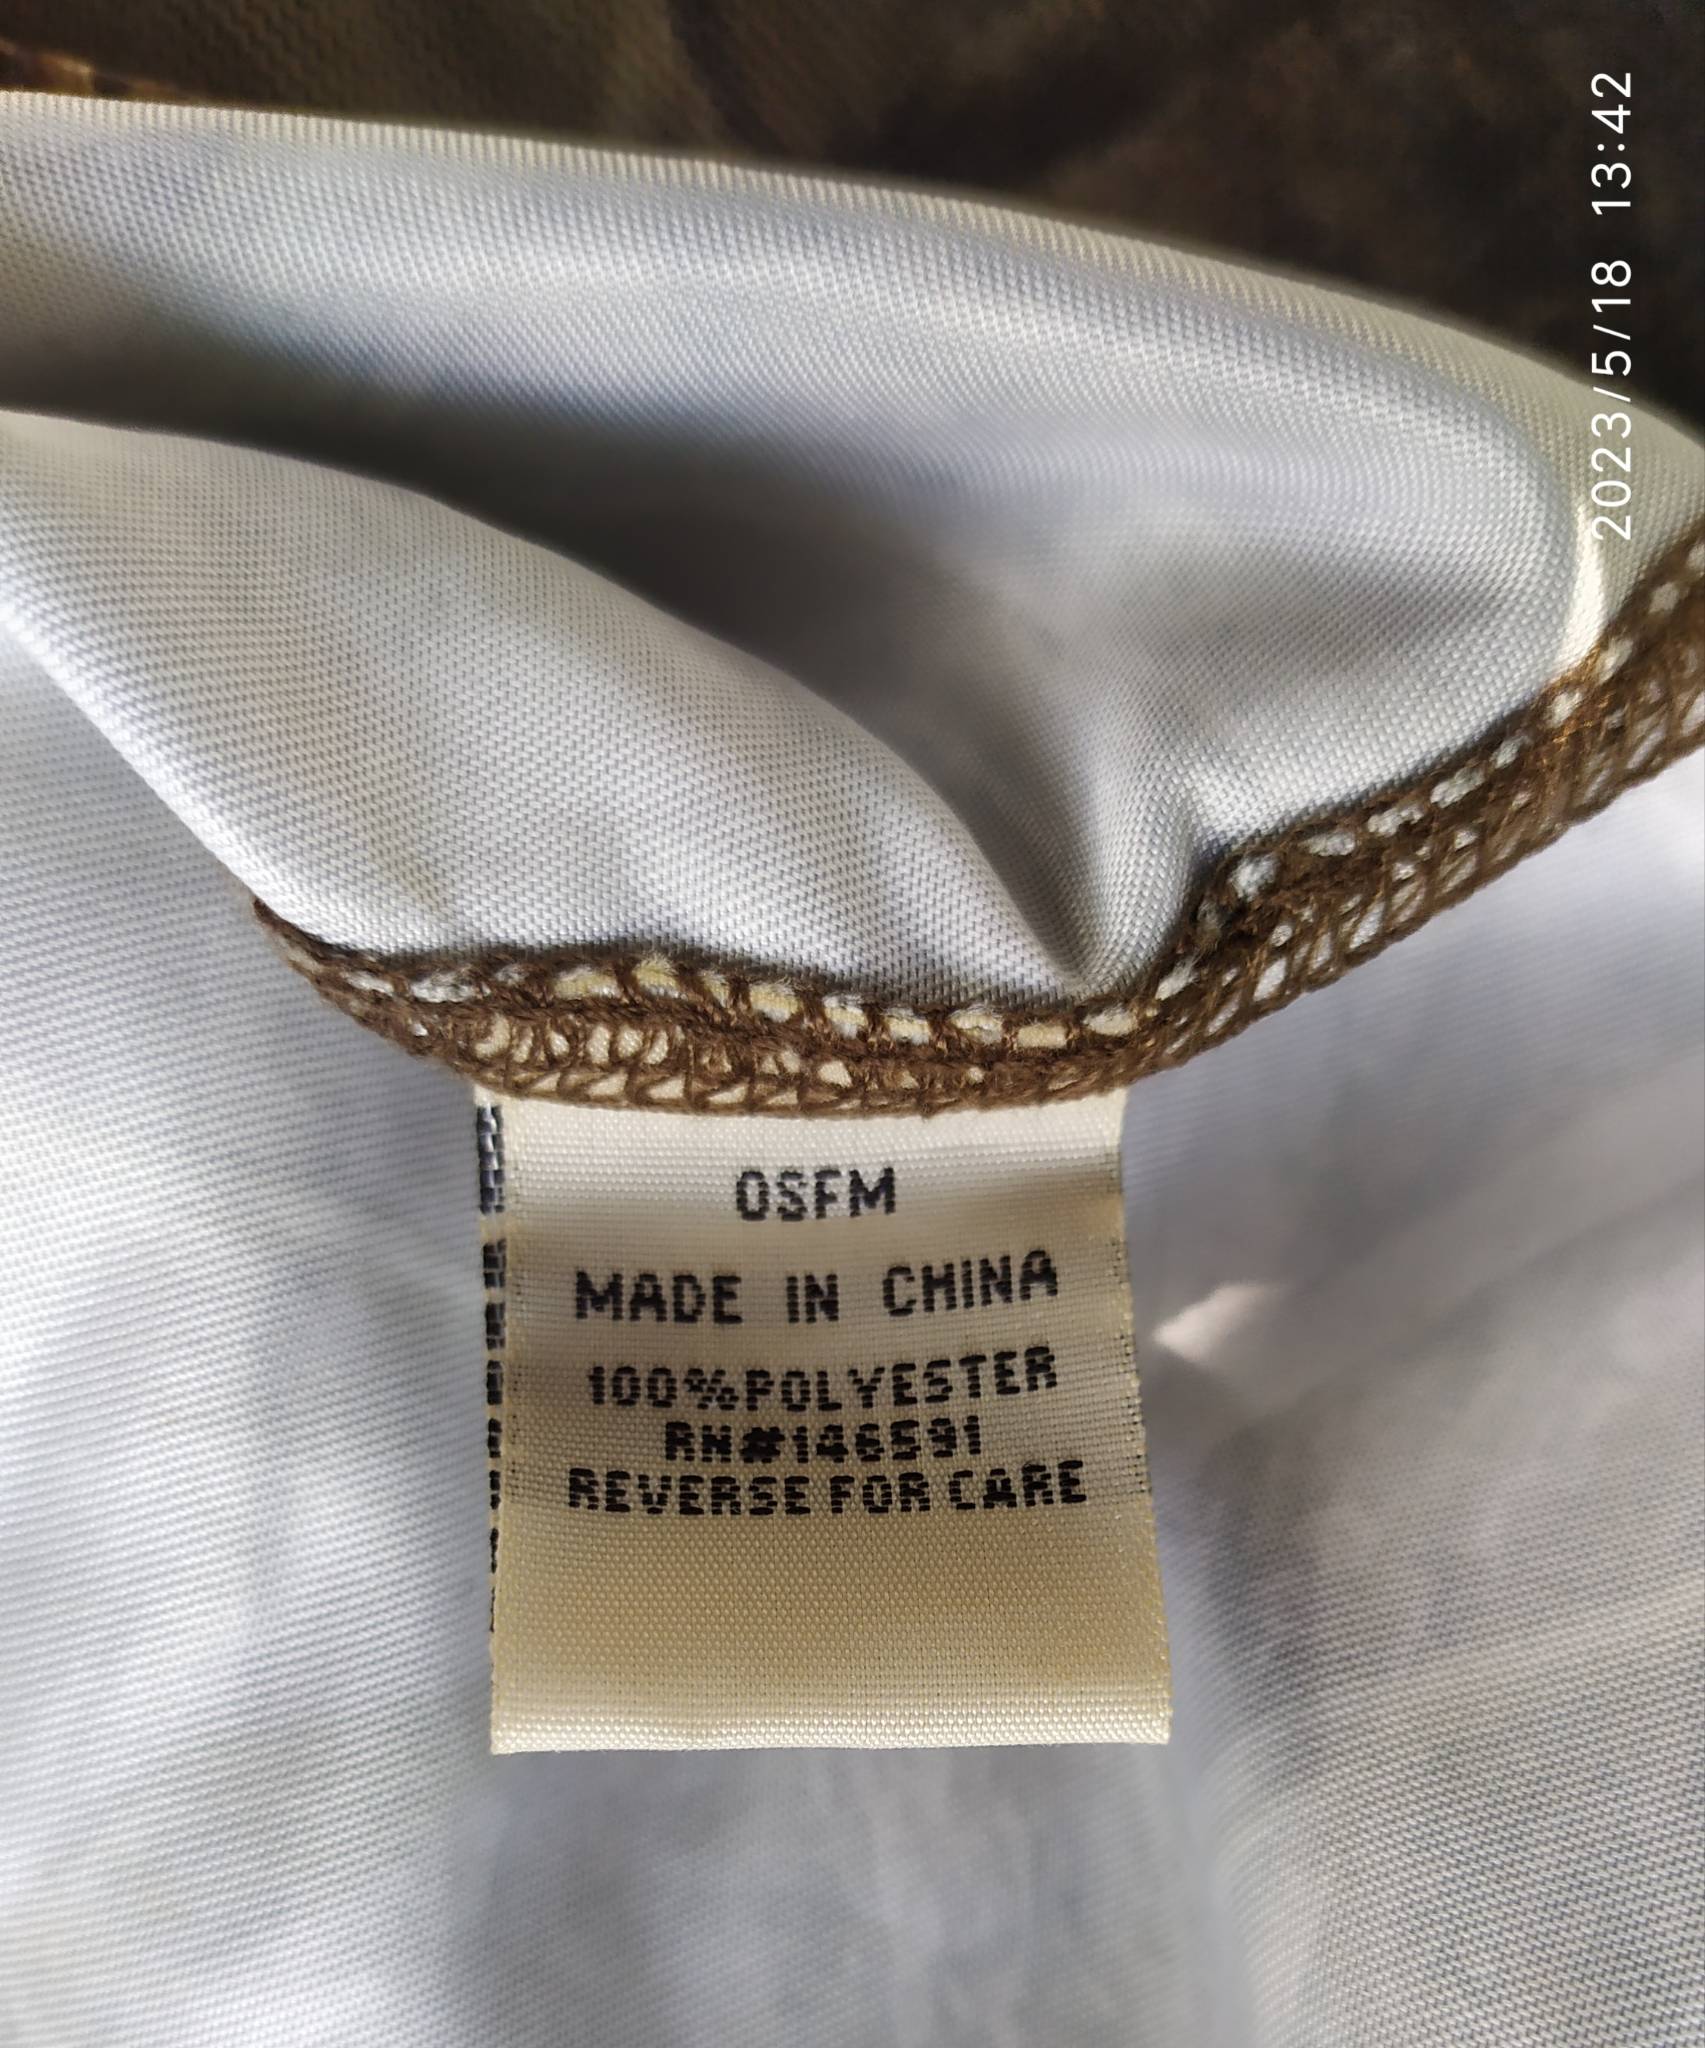 OSFM
MADE IN CHINA
100%POLYESTER
RN#146591
REVERSE FOR CARE
2023/5/18 13:42